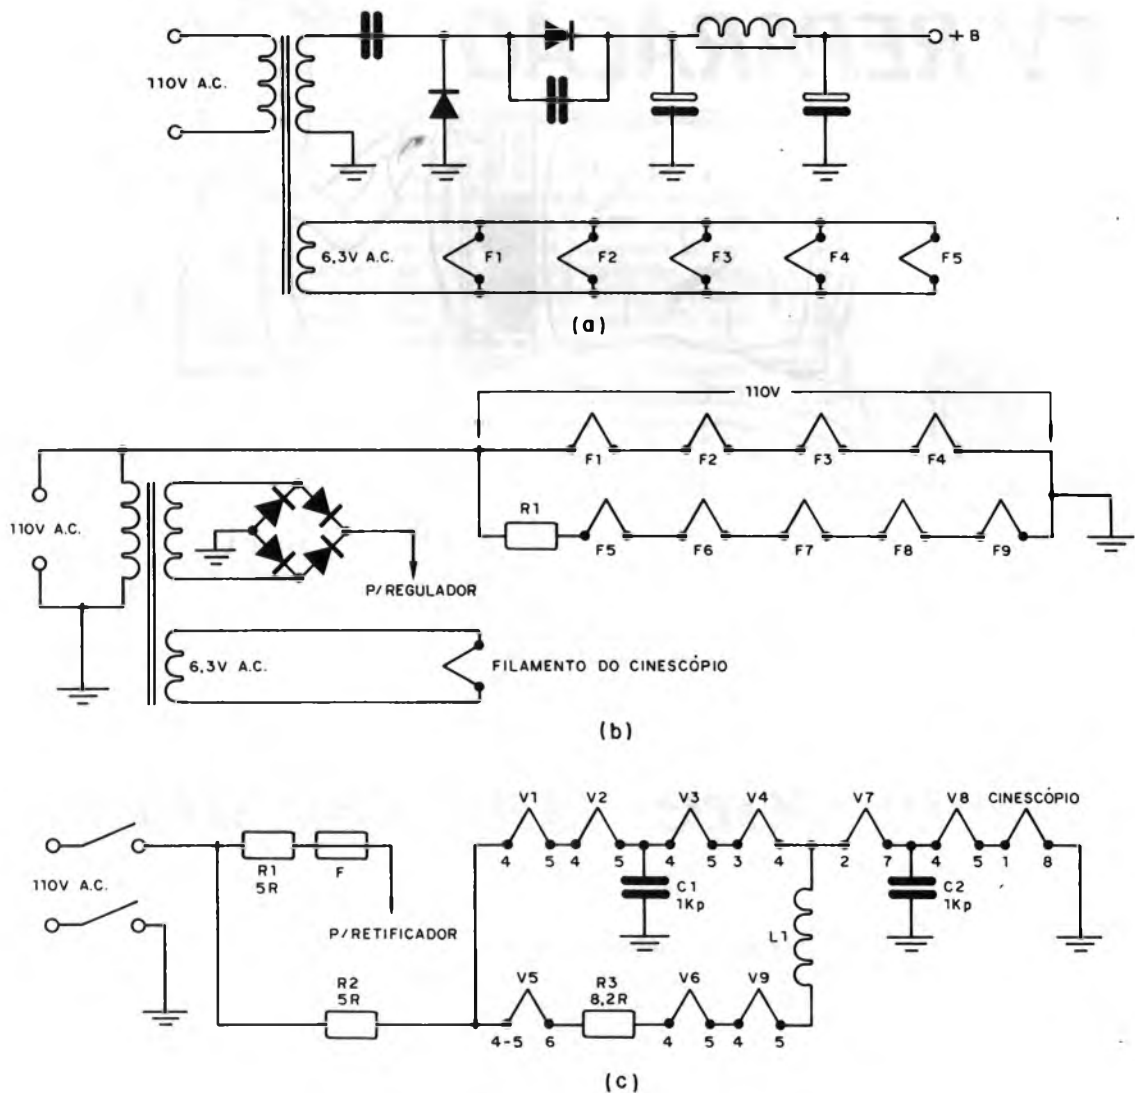 + B
110V A.C.
6,3V A.C.
F1
F2
F3
F4
F5
(a)
110V
F1
F2
F3
F4
110V A.C.
R1
F5
F6
F7
F8
F9
P/REGULADOR
6,3V A.C.
FILAMENTO DO CINESCÓPIO
(b)
V1 V2 V3 V4 V7 V8 CINESCÓPIO
4 5 4 5 4 5 3 4 2 7 4 5 1 8
R1
5R
F
110V A.C.
C1
1Kp
C2
1Kp
L1
P/RETIFICADOR
R2
5R
V5
R3
8,2R
V6
V9
4-5 6 4 5 4 5
(c)